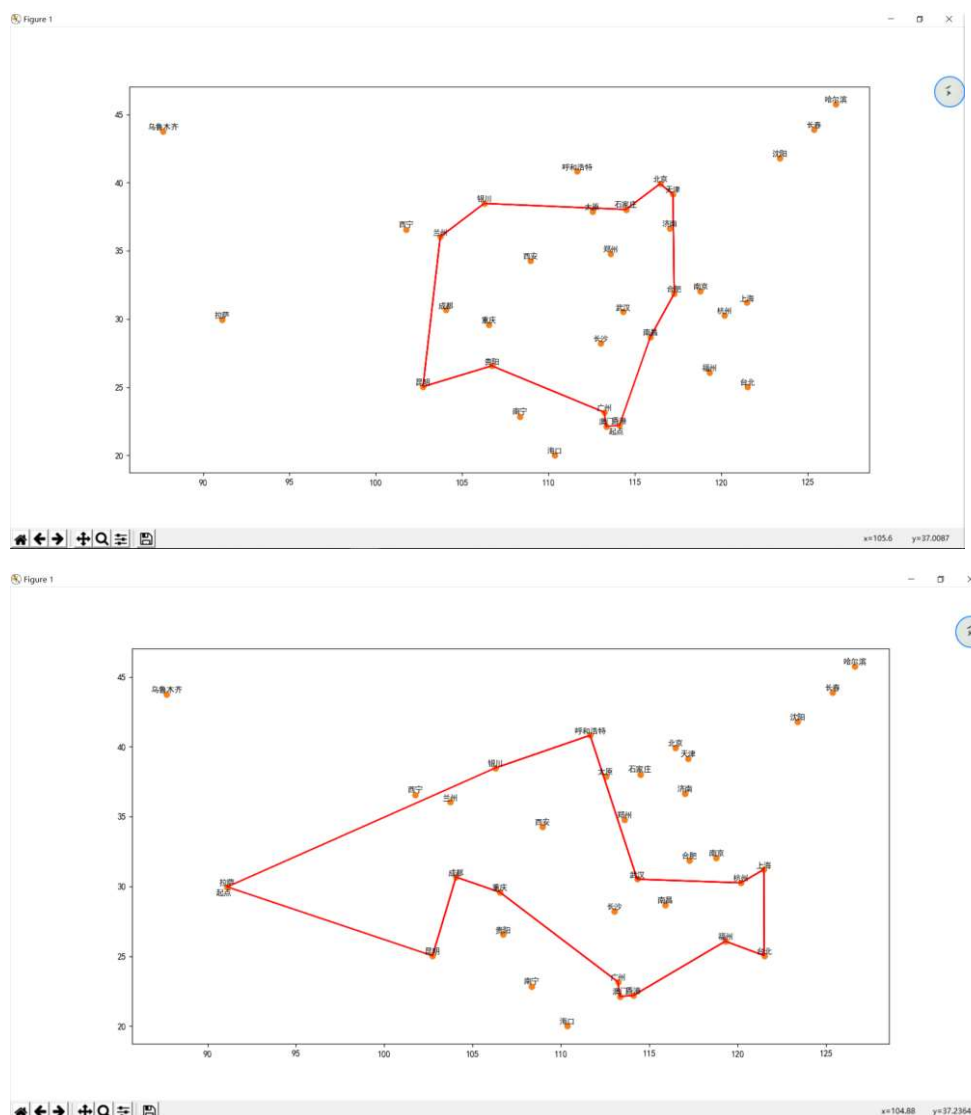 Figure 1
哈尔滨
长春
乌鲁木齐
45
沈阳
呼和浩特
北京
40
天津
银川
太原
石家庄
西宁
兰州
济南
35
西安
郑州
合肥
南京
上海
成都
武汉
杭州
拉萨
30
重庆
南昌
长沙
贵阳
福州
昆明
台北
25
南宁
广州
澳门
香港
起点
海口
20
90
95
100
105
110
115
120
125
x=105.6 y=37.0087
Figure 1
哈尔滨
长春
乌鲁木齐
45
沈阳
呼和浩特
北京
40
天津
银川
太原
石家庄
西宁
兰州
济南
35
西安
郑州
合肥
南京
上海
成都
武汉
杭州
拉萨
起点
30
重庆
长沙
南昌
贵阳
福州
昆明
台北
25
南宁
广州
澳门
香港
海口
20
90
95
100
105
110
115
120
125
x=104.88 y=37.2364